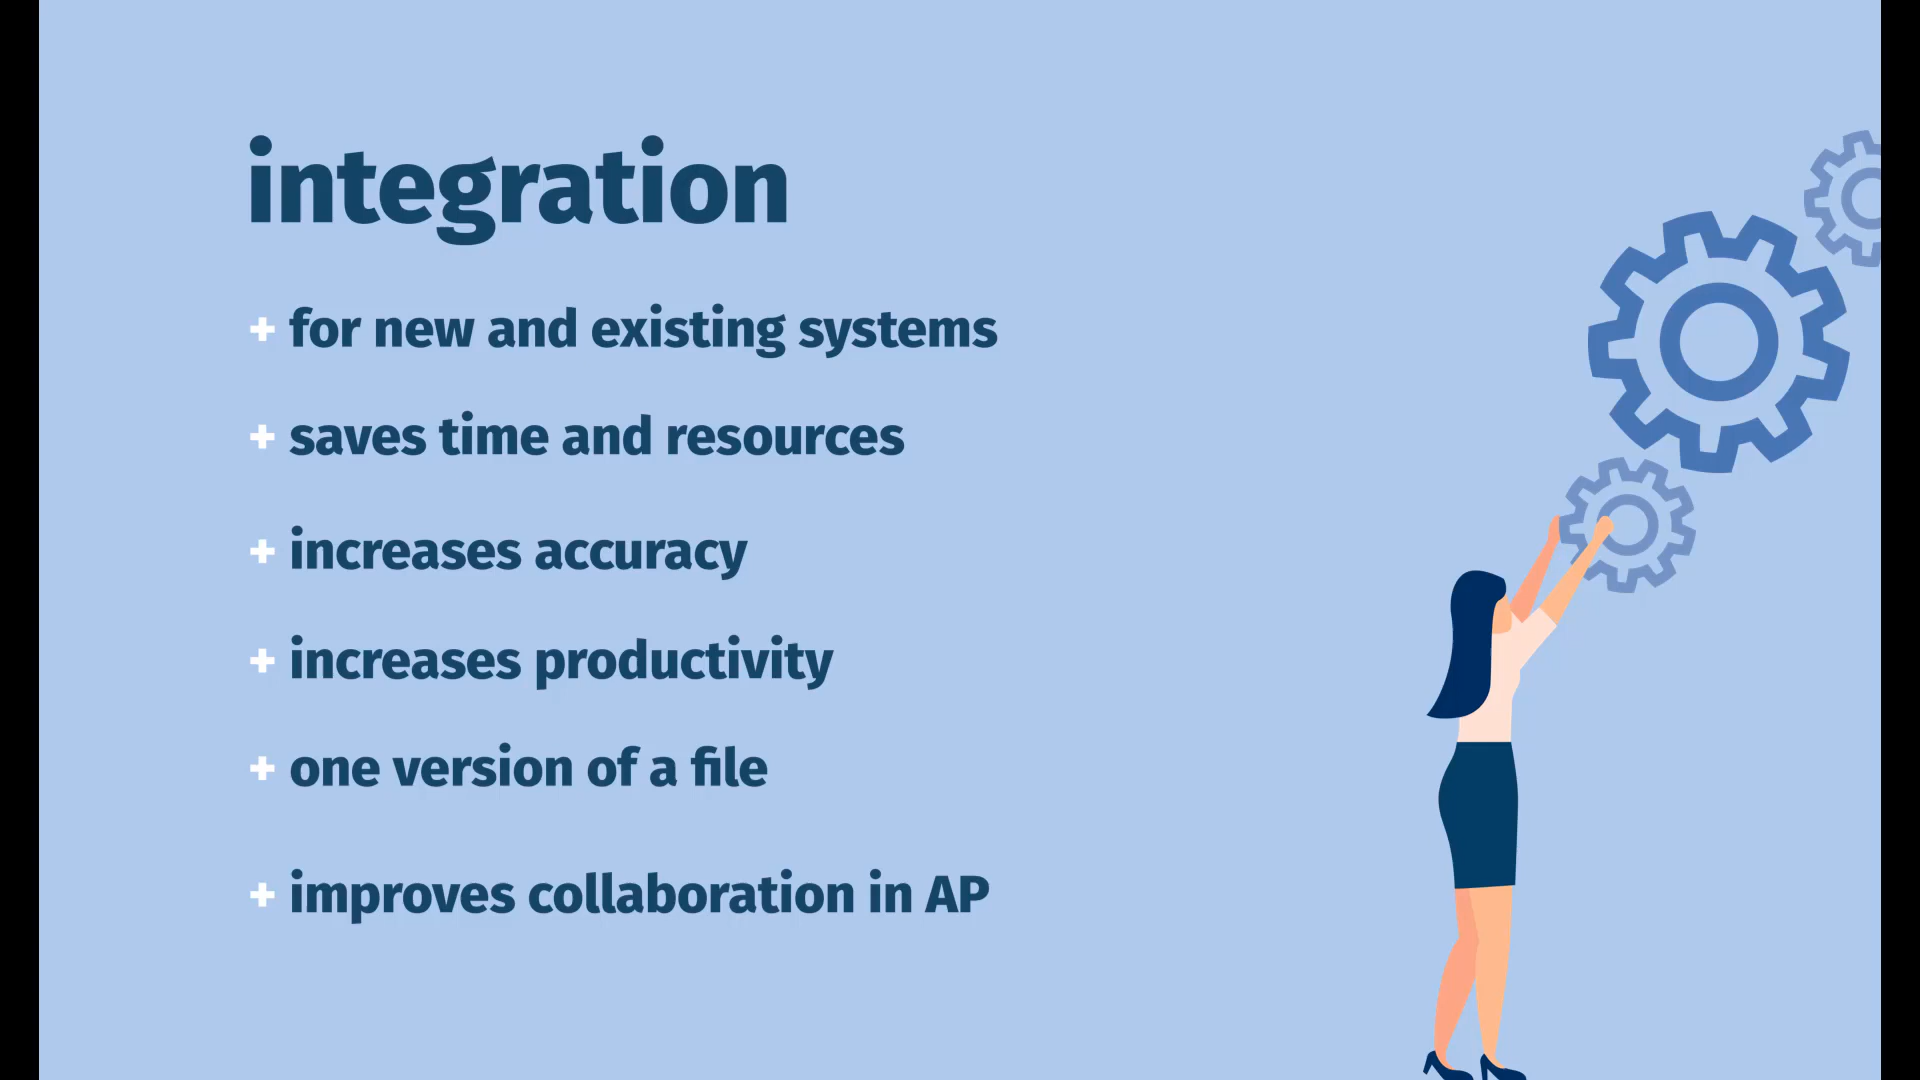 integration
+ for new and existing systems
+ saves time and resources
+ increases accuracy
+ increases productivity
+ one version of a file
+ improves collaboration in AP